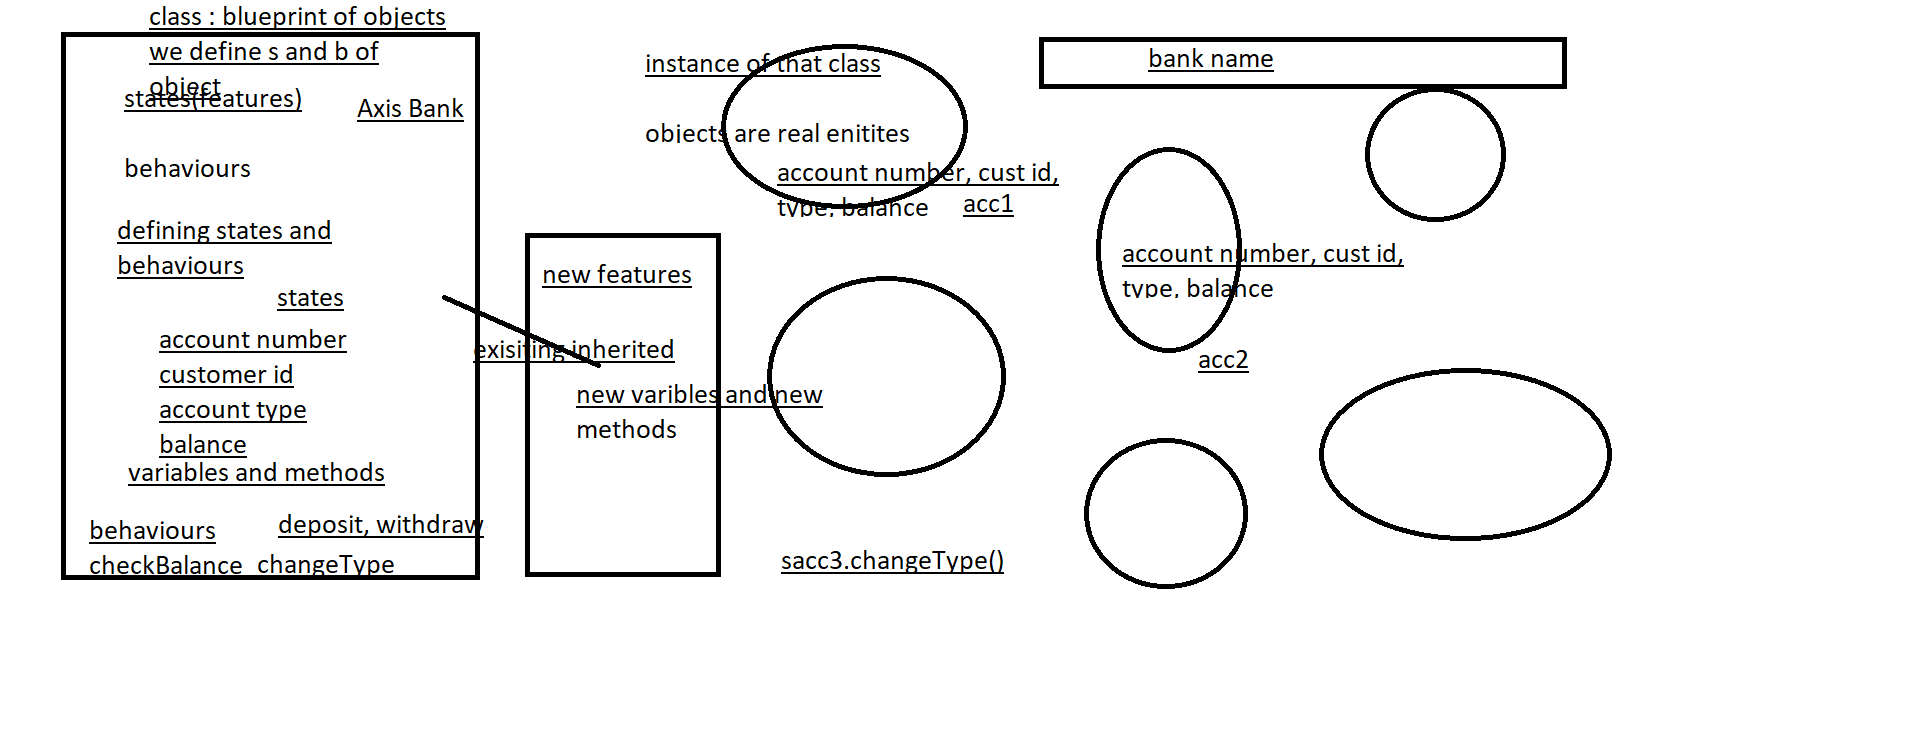 class : blueprint of objects
we define s and b of
object
states(features)
Axis Bank
behaviours
defining states and
behaviours
states
account number
customer id
account type
balance
variables and methods
behaviours
deposit, withdraw
checkBalance
changeType
new features
exisiting inherited
new varibles and new
methods
instance of that class
objects are real enitites
account number, cust id,
type, balance
acc1
sacc3.changeType()
bank name
account number, cust id,
type, balance
acc2